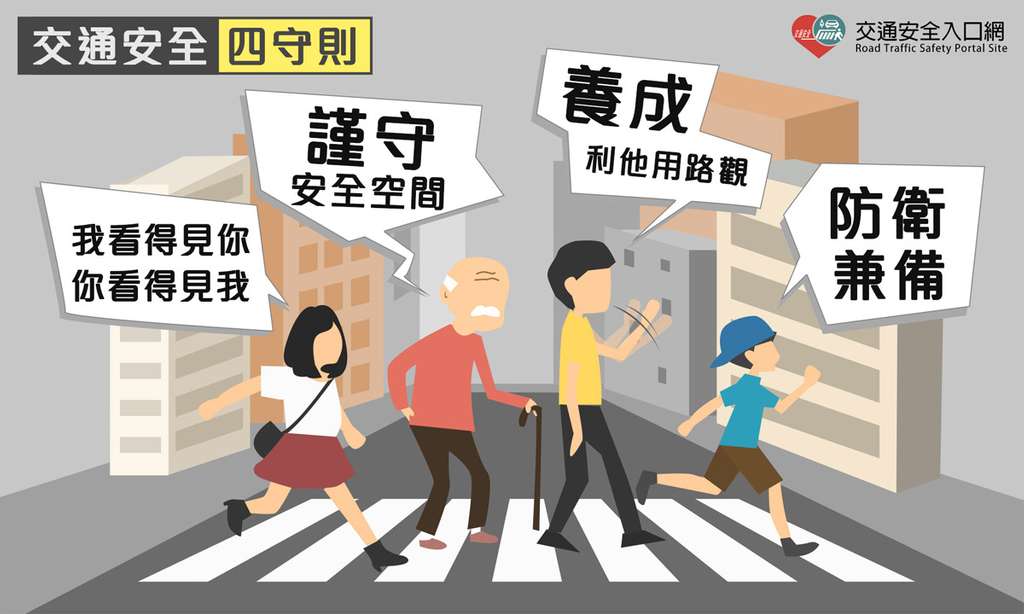 交通安全 四守則
交通安全入口網
Road Traffic Safety Portal Site
我看得見你
你看得見我
謹守
安全空間
養成
利他用路觀
防衛
兼備